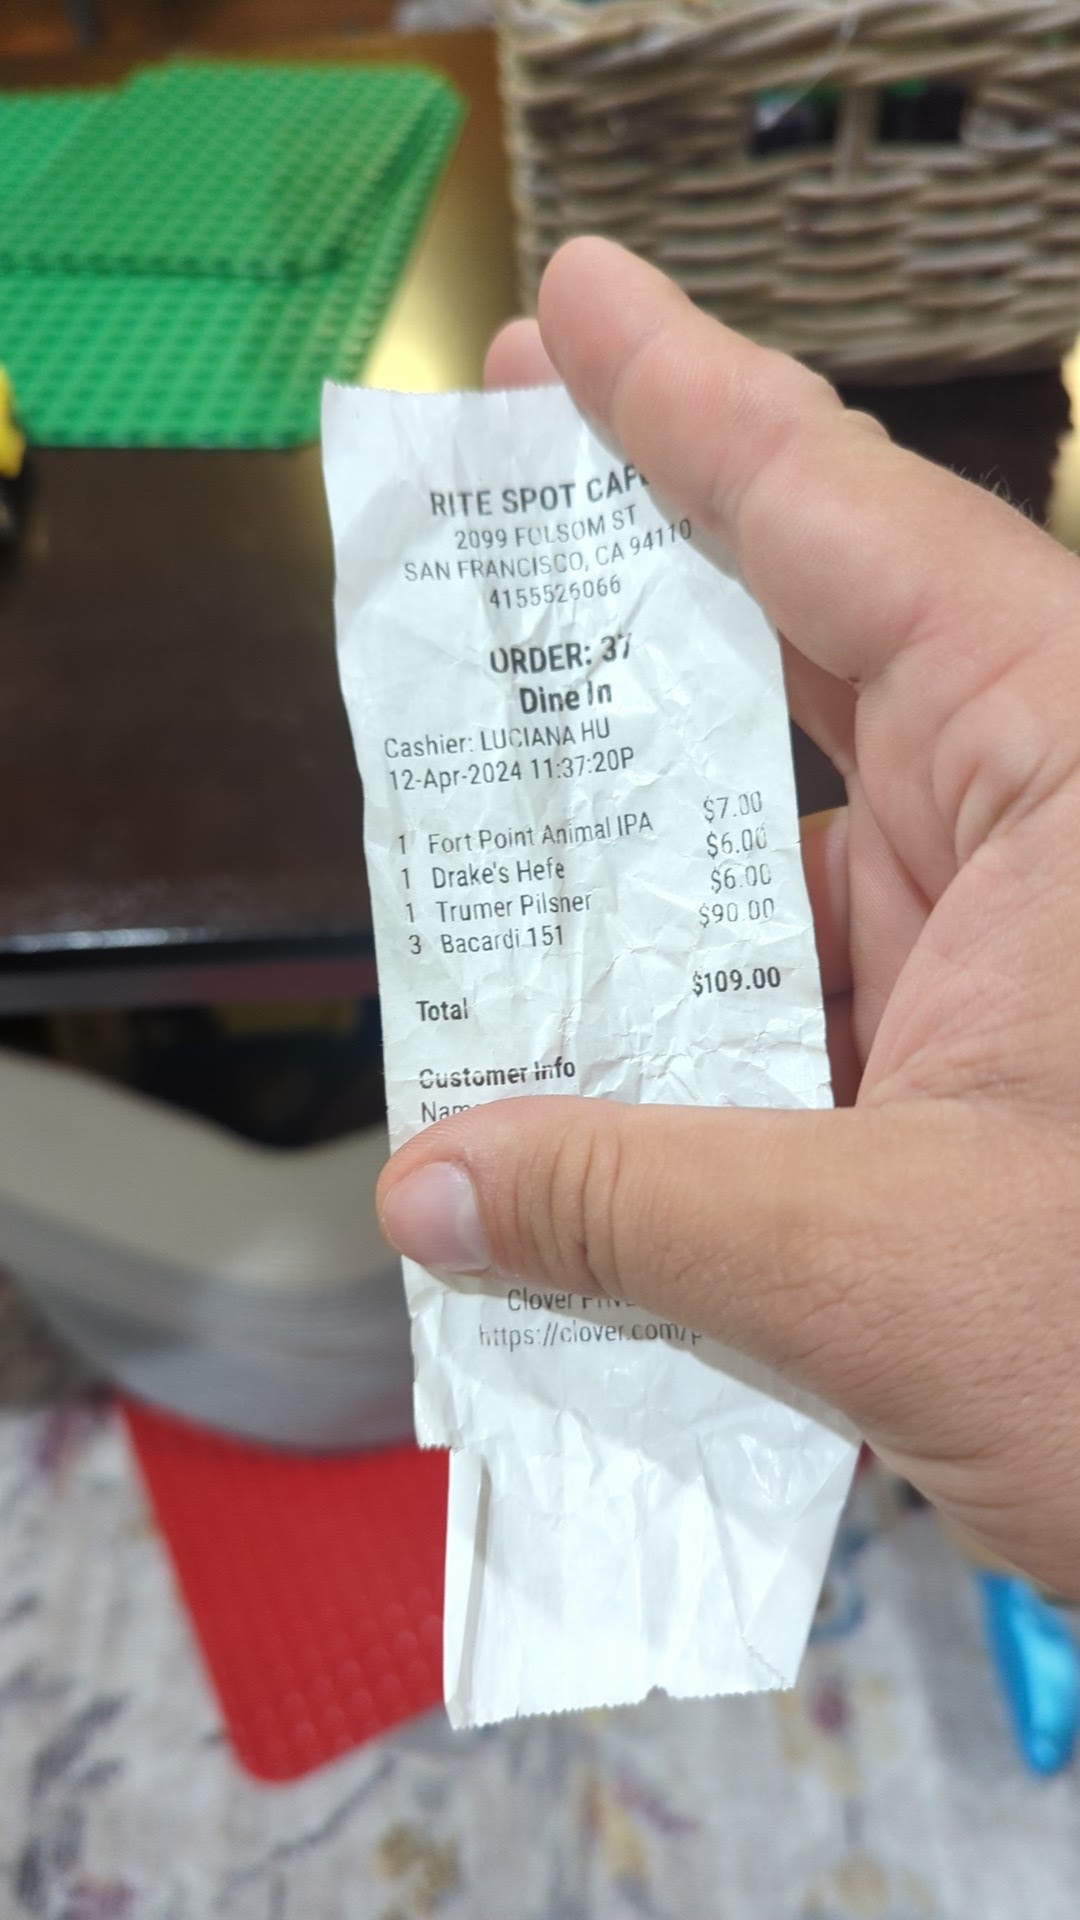 RITE SPOT CAF
2099 FOLSOM ST
SAN FRANCISCO, CA 94110
4155526066
ORDER: 37
Dine In
Cashier: LUCIANA HU
12-Apr-2024 11:37:20P
1 Fort Point Animal IPA $7.00
1 Drake's Hefe $6.00
1 Trumer Pilsner $6.00
3 Bacardi 151 $90.00
Total $109.00
Customer Info
Clover
https://clover.com/p